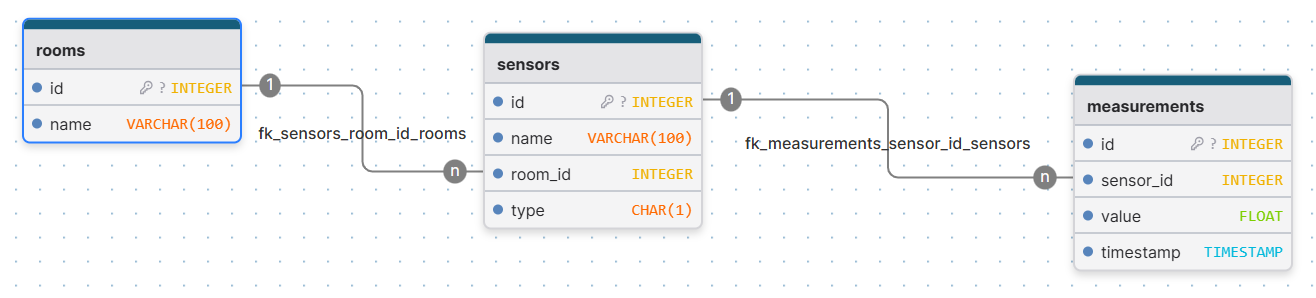 rooms
id ? INTEGER
name VARCHAR(100)
1
fk_sensors_room_id_rooms
n
sensors
id ? INTEGER
name VARCHAR(100)
room_id INTEGER
type CHAR(1)
1
fk_measurements_sensor_id_sensors
n
measurements
id ? INTEGER
sensor_id INTEGER
value FLOAT
timestamp TIMESTAMP